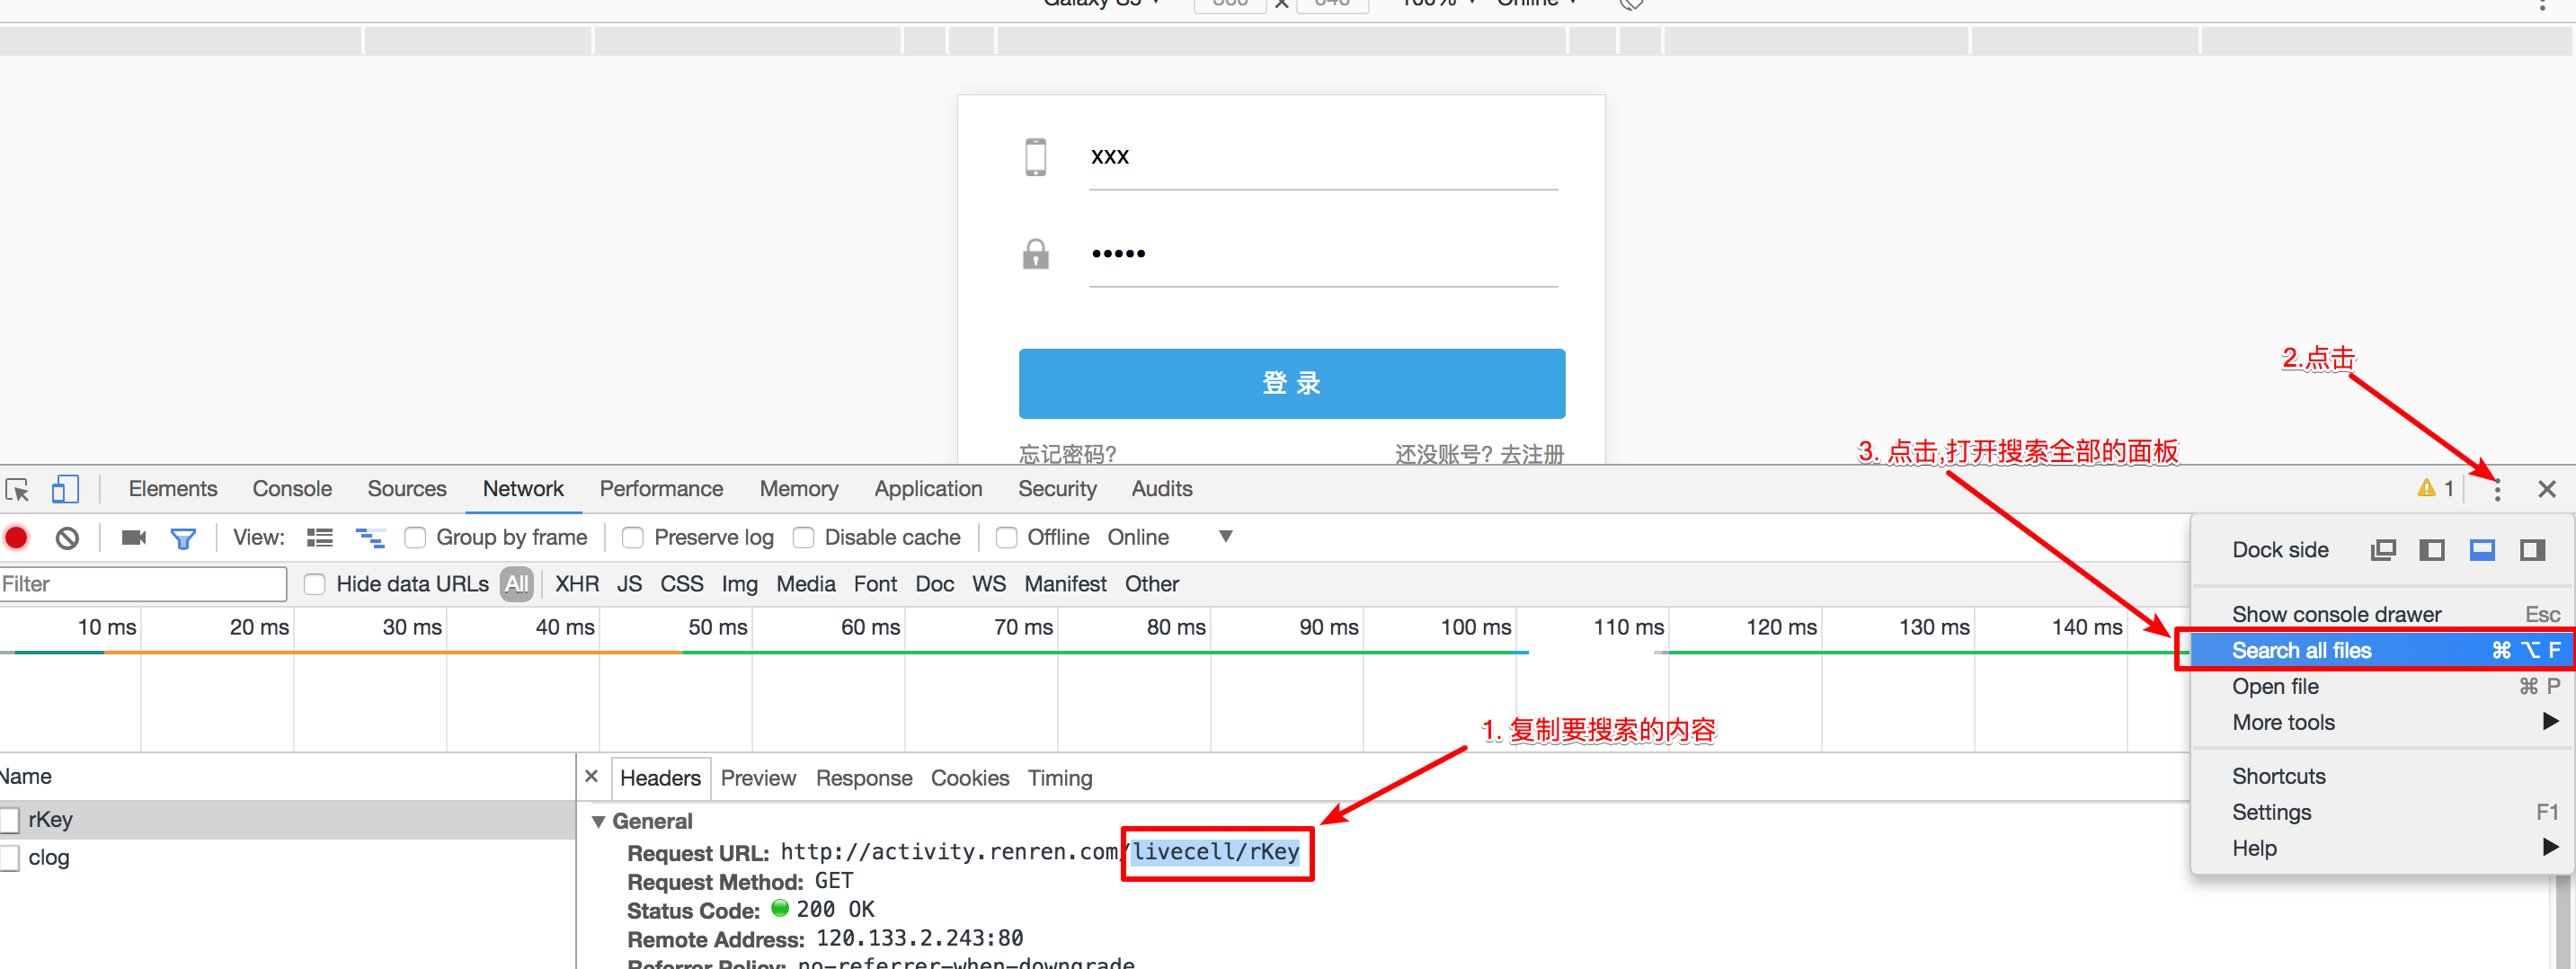 Galaxy S5 360 × 640 100% Online
xxx
•••••
登 录
忘记密码? 还没账号? 去注册
2.点击
3. 点击,打开搜索全部的面板
Elements Console Sources Network Performance Memory Application Security Audits 1
View: Group by frame Preserve log Disable cache Offline Online
Filter Hide data URLs All XHR JS CSS Img Media Font Doc WS Manifest Other
10 ms 20 ms 30 ms 40 ms 50 ms 60 ms 70 ms 80 ms 90 ms 100 ms 110 ms 120 ms 130 ms 140 ms
Dock side
Show console drawer Esc
Search all files ⌘ ⌥ F
Open file ⌘ P
More tools
Shortcuts
Settings F1
Help
1. 复制要搜索的内容
Name
rKey
clog
Headers Preview Response Cookies Timing
General
Request URL: http://activity.renren.com/livecell/rKey
Request Method: GET
Status Code: 200 OK
Remote Address: 120.133.2.243:80
Referrer Policy: no-referrer-when-downgrade